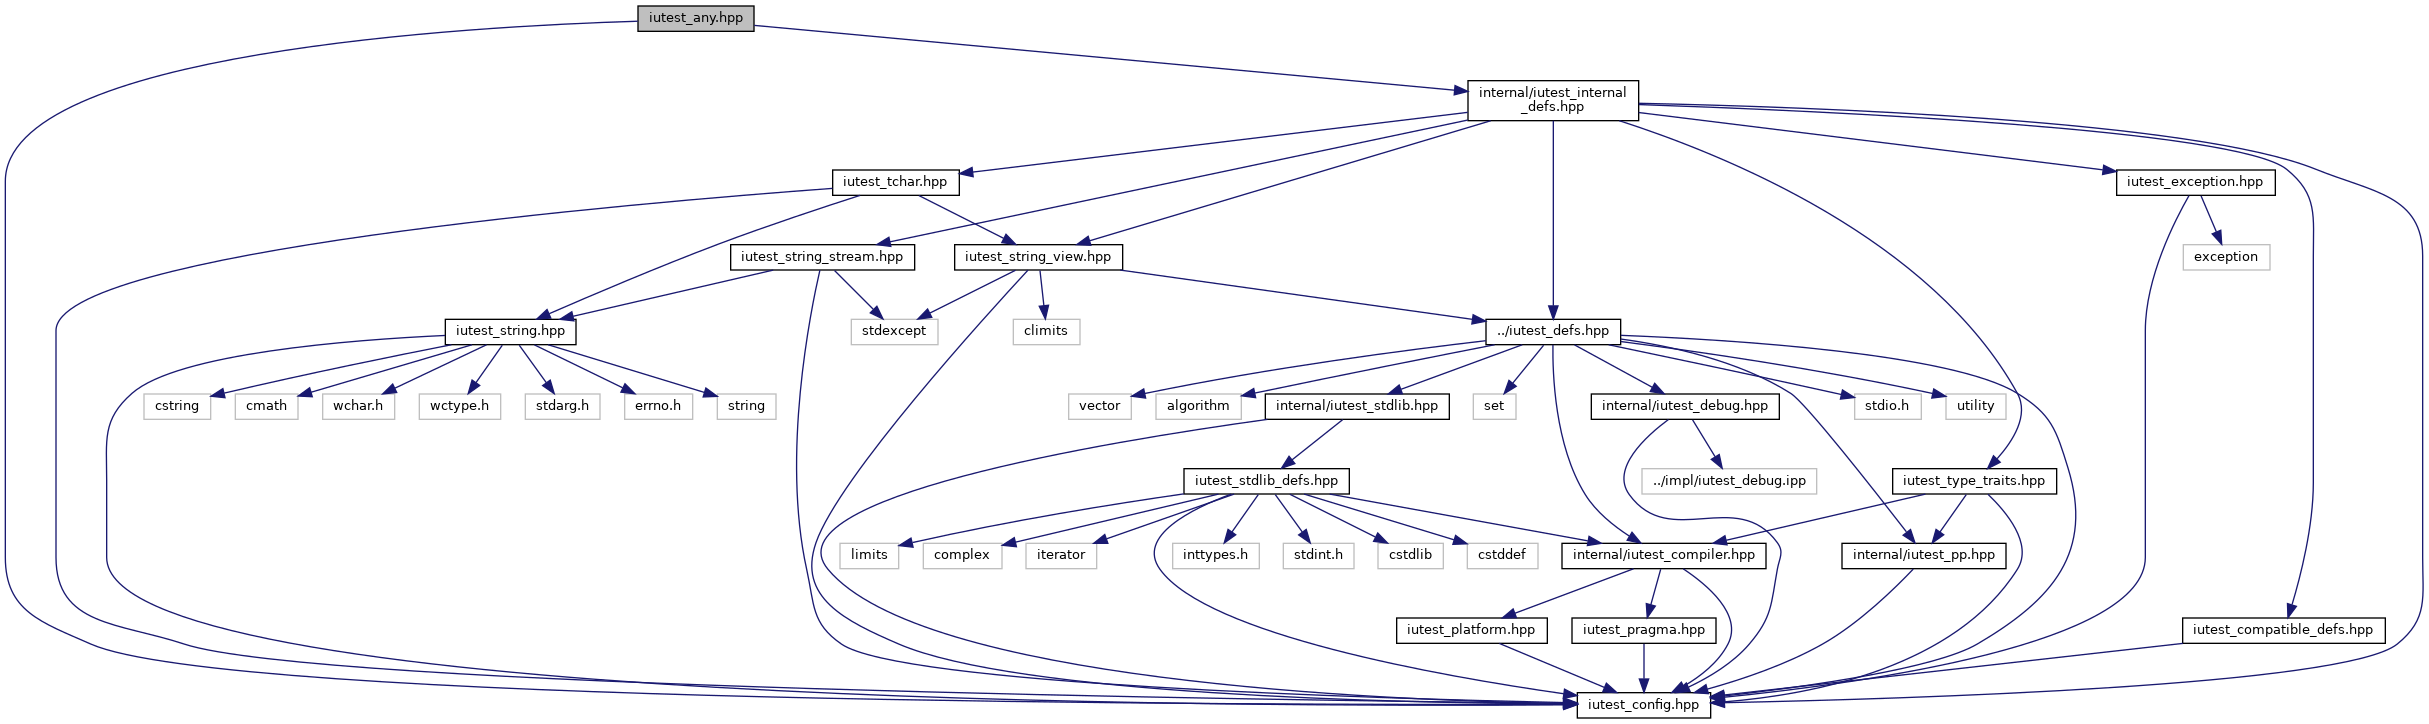 iutest_any.hpp
internal/iutest_internal
_defs.hpp
iutest_tchar.hpp
iutest_exception.hpp
iutest_string_stream.hpp
iutest_string_view.hpp
exception
iutest_string.hpp
stdexcept
climits
../iutest_defs.hpp
cstring
cmath
wchar.h
wctype.h
stdarg.h
errno.h
string
vector
algorithm
internal/iutest_stdlib.hpp
set
internal/iutest_debug.hpp
stdio.h
utility
iutest_stdlib_defs.hpp
../impl/iutest_debug.ipp
iutest_type_traits.hpp
limits
complex
iterator
inttypes.h
stdint.h
cstdlib
cstddef
internal/iutest_compiler.hpp
internal/iutest_pp.hpp
iutest_platform.hpp
iutest_pragma.hpp
iutest_compatible_defs.hpp
iutest_config.hpp